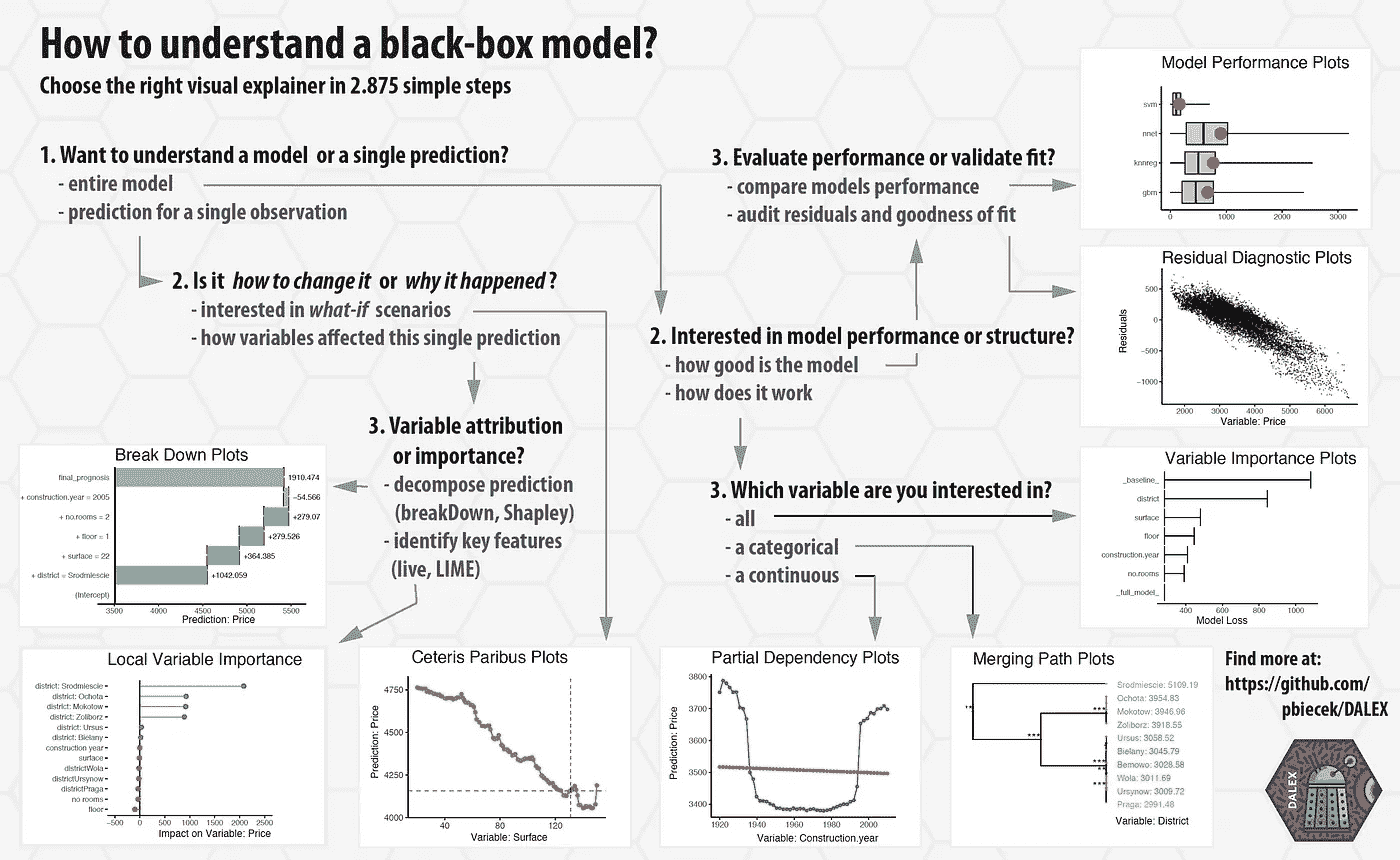 How to understand a black-box model?
Choose the right visual explainer in 2.875 simple steps
1. Want to understand a model or a single prediction?
- entire model
- prediction for a single observation
2. Is it how to change it or why it happened?
- interested in what-if scenarios
- how variables affected this single prediction
3. Variable attribution
or importance?
- decompose prediction
(breakDown, Shapley)
- identify key features
(live, LIME)
2. Interested in model performance or structure?
- how good is the model
- how does it work
3. Evaluate performance or validate fit?
- compare models performance
- audit residuals and goodness of fit
3. Which variable are you interested in?
- all
- a categorical
- a continuous
Model Performance Plots
svm
nnet
knnreg
gbm
0 1000 2000 3000
Residual Diagnostic Plots
Residuals
500
0
−500
−1000
2000 3000 4000 5000 6000
Variable: Price
Variable Importance Plots
_baseline_
district
surface
floor
construction.year
no.rooms
_full_model_
400 600 800 1000
Model Loss
Break Down Plots
final_prognosis 1910.474
+ construction.year = 2005 −54.566
+ no.rooms = 2 +279.07
+ floor = 1 +279.526
+ surface = 22 +364.385
+ district = Srodmiescie +1042.059
(Intercept)
3500 4000 4500 5000 5500
Prediction: Price
Local Variable Importance
district: Srodmiescie
district: Ochota
district: Mokotow
district: Zoliborz
district: Ursus
district: Bielany
construction year
surface
districtWola
districtUrsynow
districtPraga
no rooms
floor
−500 0 500 1000 1500 2000 2500
Impact on Variable: Price
Ceteris Paribus Plots
Prediction: Price
4750
4500
4250
4000
40 80 120
Variable: Surface
Partial Dependency Plots
Prediction: Price
3800
3700
3600
3500
3400
1920 1940 1960 1980 2000
Variable: Construction.year
Merging Path Plots
Srodmiescie: 5109.19
Ochota: 3954.83
Mokotow: 3946.96
Zoliborz: 3918.55
Ursus: 3058.52
Bielany: 3045.79
Bemowo: 3028.58
Wola: 3011.69
Ursynow: 3009.72
Praga: 2991.48
Variable: District
Find more at:
https://github.com/
pbiecek/DALEX
DALEX